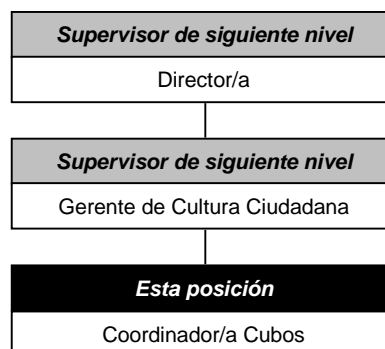 Supervisor de siguiente nivel
Director/a
Supervisor de siguiente nivel
Gerente de Cultura Ciudadana
Esta posición
Coordinador/a Cubos